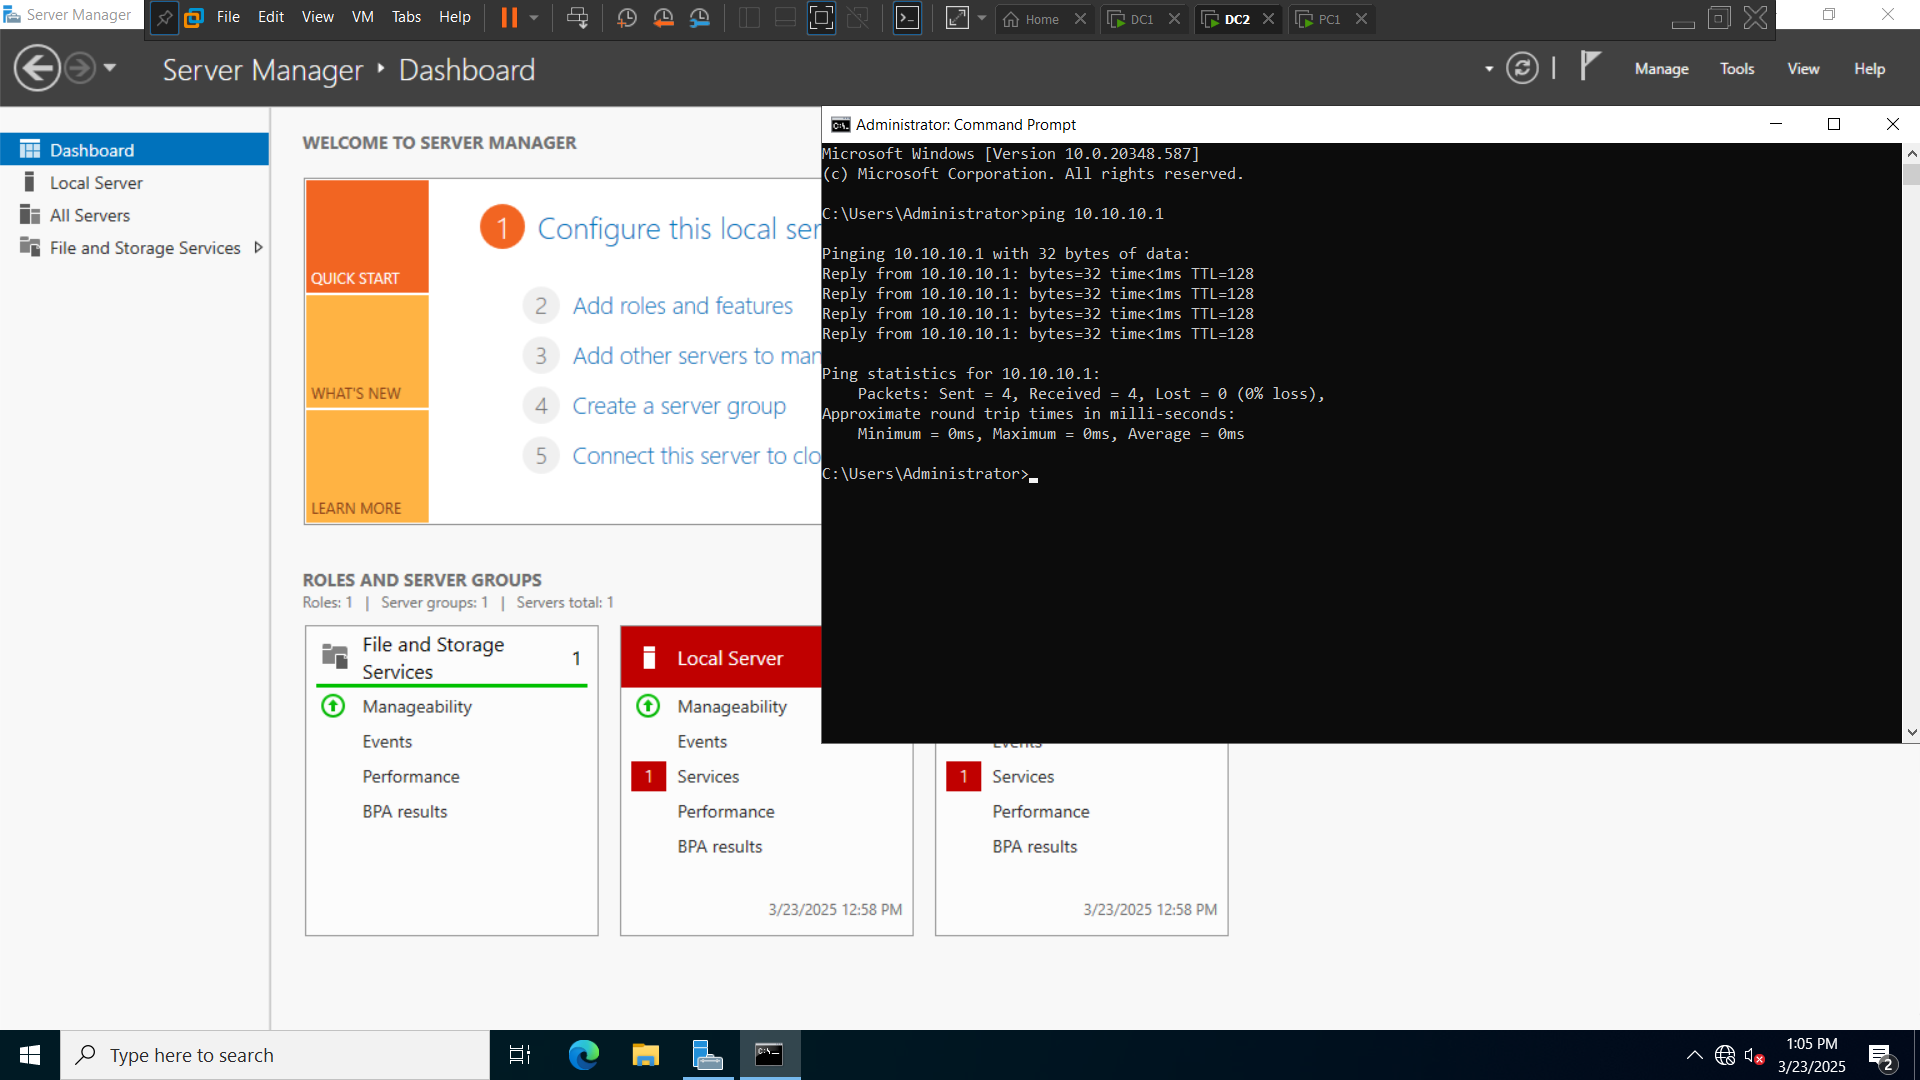 Server Manager
File Edit View VM Tabs Help
Home
DC1
DC2
PC1
Server Manager
Dashboard
Manage Tools View Help
Dashboard
Local Server
All Servers
File and Storage Services
WELCOME TO SERVER MANAGER
QUICK START
WHAT'S NEW
LEARN MORE
1 Configure this local ser
2 Add roles and features
3 Add other servers to man
4 Create a server group
5 Connect this server to clo
Administrator: Command Prompt
Microsoft Windows [Version 10.0.20348.587]
(c) Microsoft Corporation. All rights reserved.
C:\Users\Administrator>ping 10.10.10.1
Pinging 10.10.10.1 with 32 bytes of data:
Reply from 10.10.10.1: bytes=32 time<1ms TTL=128
Reply from 10.10.10.1: bytes=32 time<1ms TTL=128
Reply from 10.10.10.1: bytes=32 time<1ms TTL=128
Reply from 10.10.10.1: bytes=32 time<1ms TTL=128
Ping statistics for 10.10.10.1:
Packets: Sent = 4, Received = 4, Lost = 0 (0% loss),
Approximate round trip times in milli-seconds:
Minimum = 0ms, Maximum = 0ms, Average = 0ms
C:\Users\Administrator>
ROLES AND SERVER GROUPS
Roles: 1 | Server groups: 1 | Servers total: 1
File and Storage
Services
1
Manageability
Events
Performance
BPA results
Local Server
Manageability
Events
1 Services
Performance
BPA results
3/23/2025 12:58 PM
Events
1 Services
Performance
BPA results
3/23/2025 12:58 PM
Type here to search
1:05 PM
3/23/2025
2